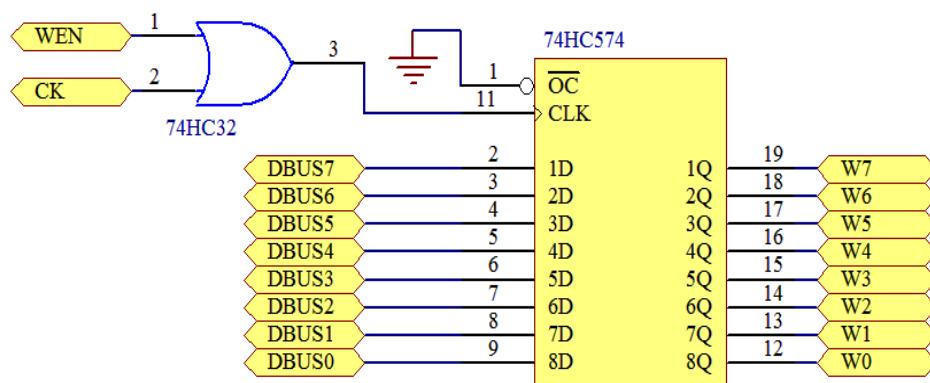 WEN 1
3
CK 2
74HC32
74HC574
1 OC
11 CLK
DBUS7 2 1D 1Q 19 W7
DBUS6 3 2D 2Q 18 W6
DBUS5 4 3D 3Q 17 W5
DBUS4 5 4D 4Q 16 W4
DBUS3 6 5D 5Q 15 W3
DBUS2 7 6D 6Q 14 W2
DBUS1 8 7D 7Q 13 W1
DBUS0 9 8D 8Q 12 W0